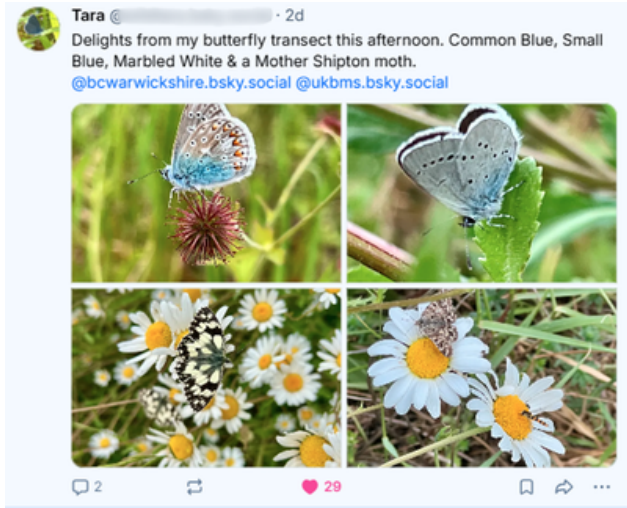 Tara @ · 2d
Delights from my butterfly transect this afternoon. Common Blue, Small
Blue, Marbled White & a Mother Shipton moth.
@bcwarwickshire.bsky.social @ukbms.bsky.social
2
29